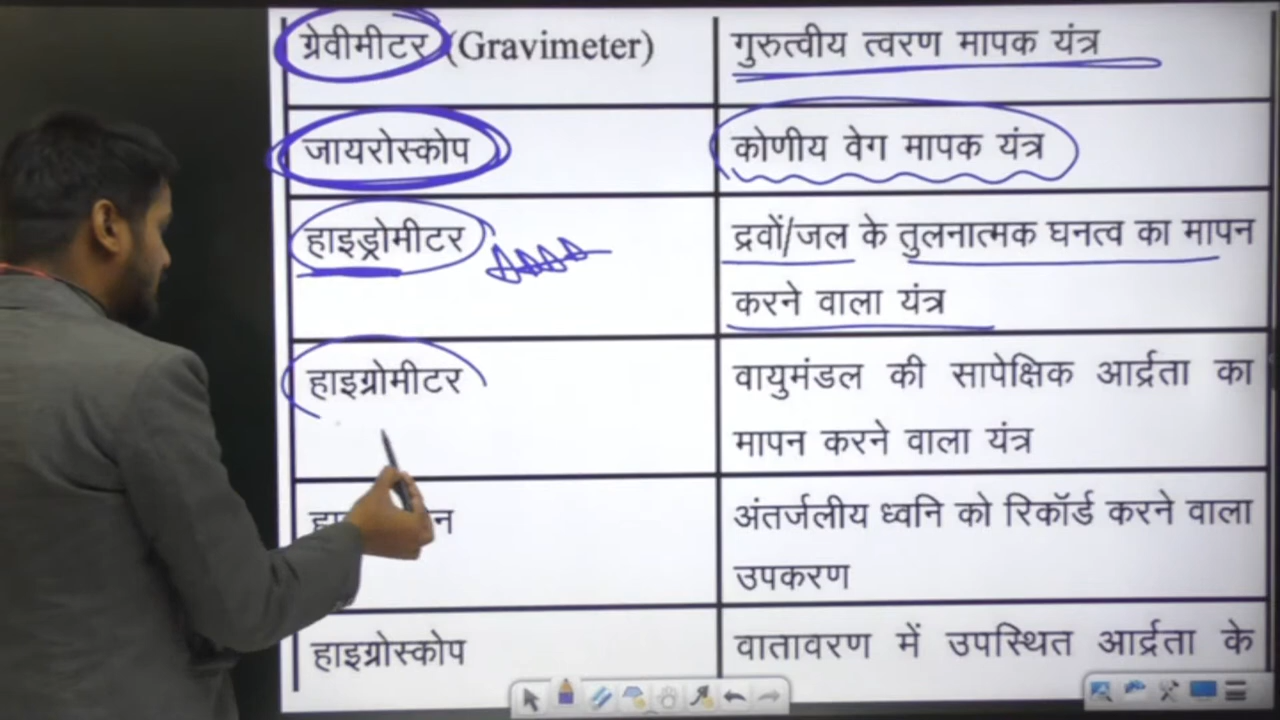 ग्रेवीमीटर (Gravimeter) गुरुत्वीय त्वरण मापक यंत्र
जायरोस्कोप कोणीय वेग मापक यंत्र
हाइड्रोमीटर द्रवों/जल के तुलनात्मक घनत्व का मापन
करने वाला यंत्र
हाइग्रोमीटर वायुमंडल की सापेक्षिक आर्द्रता का
मापन करने वाला यंत्र
अंतर्जलीय ध्वनि को रिकॉर्ड करने वाला
उपकरण
हाइग्रोस्कोप वातावरण में उपस्थित आर्द्रता के